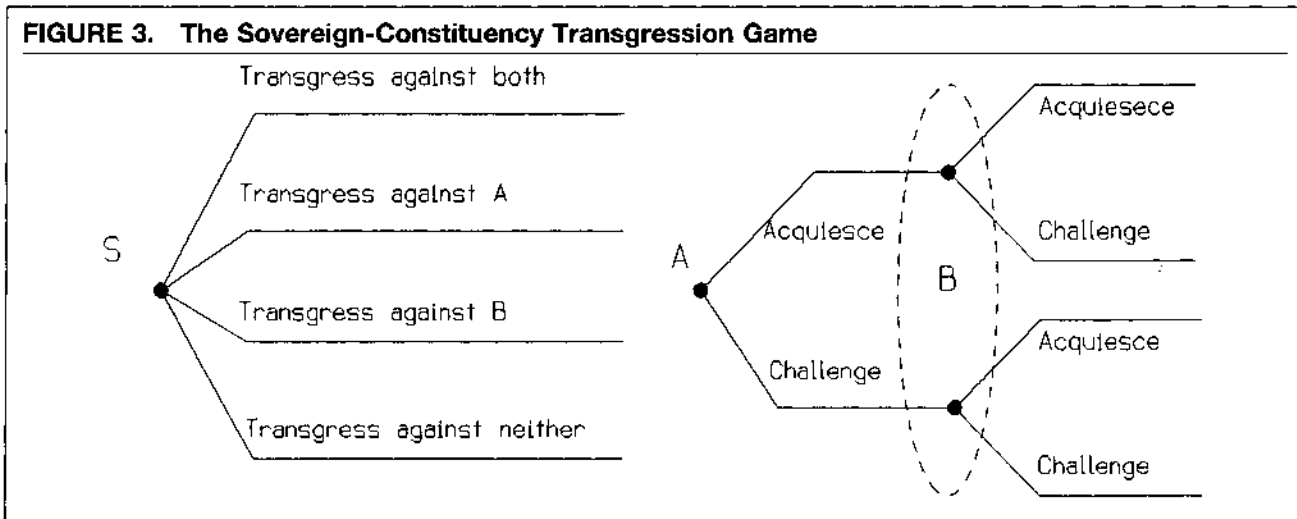 FIGURE 3. The Sovereign-Constituency Transgression Game
Transgress against both
Transgress against A
S
Transgress against B
Transgress against neither
A
Acquiesce
Challenge
B
Acquiesece
Challenge
Acquiesce
Challenge